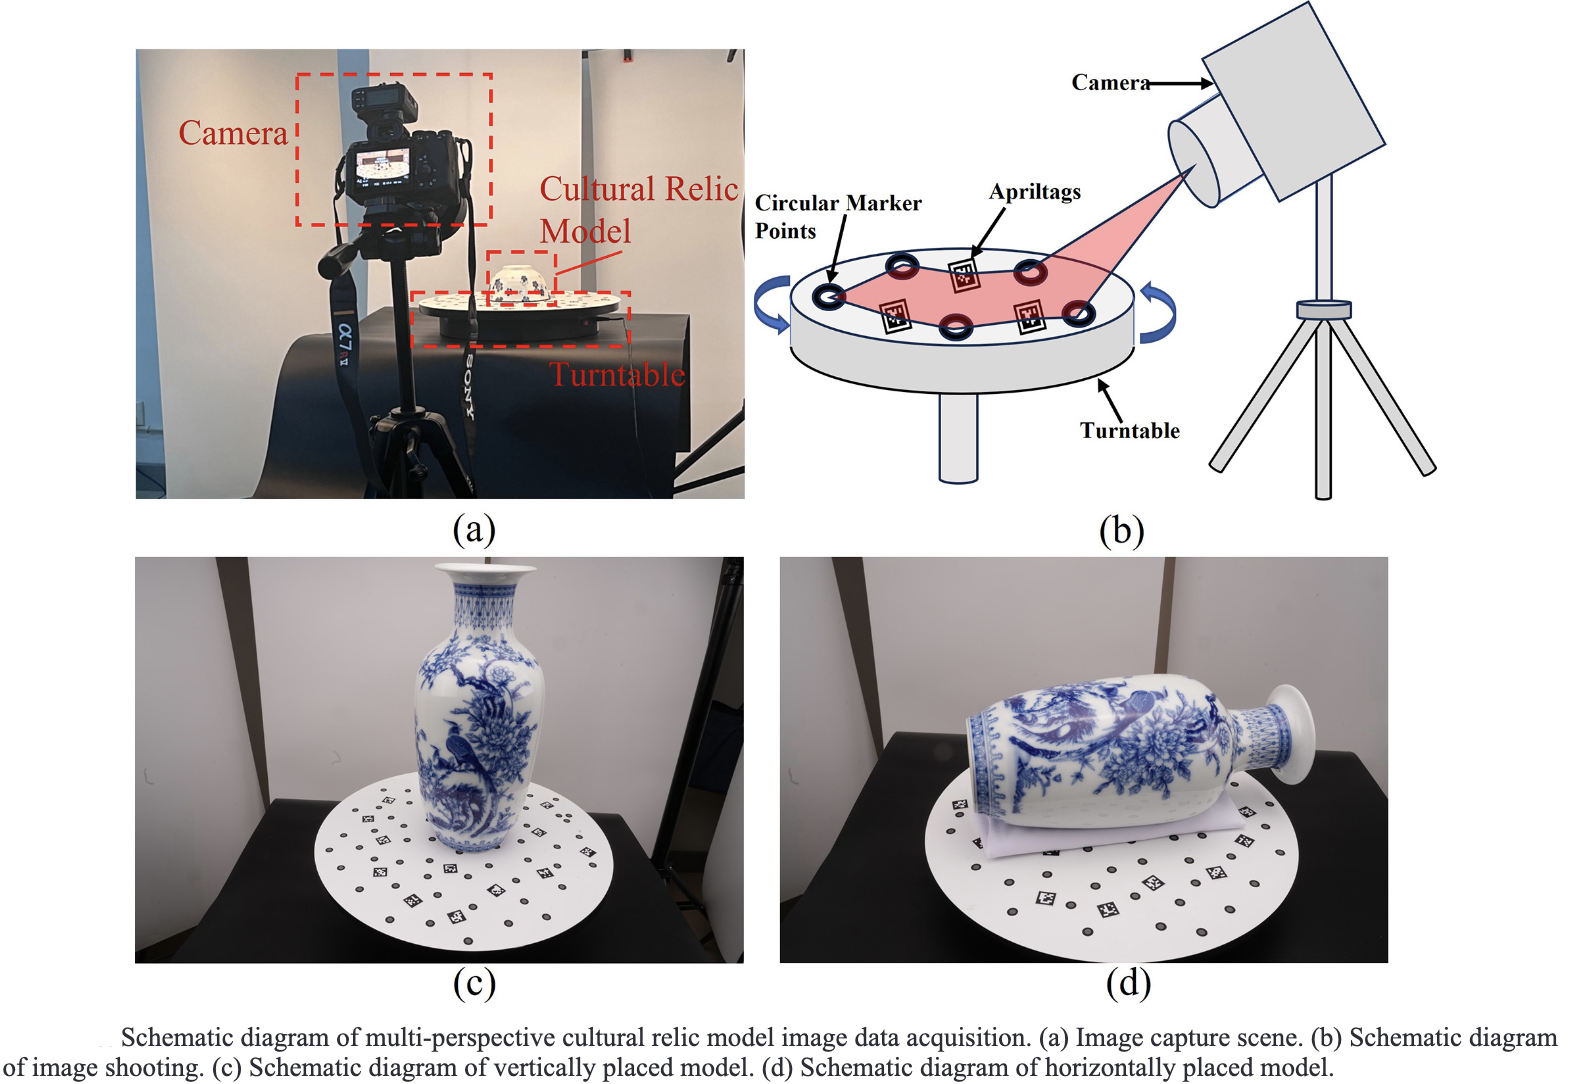 Camera
Cultural Relic
Model
Turntable
α7RV
SONY
(a)
Camera
Apriltags
Circular Marker
Points
Turntable
(b)
(c)
(d)
Schematic diagram of multi-perspective cultural relic model image data acquisition. (a) Image capture scene. (b) Schematic diagram
of image shooting. (c) Schematic diagram of vertically placed model. (d) Schematic diagram of horizontally placed model.